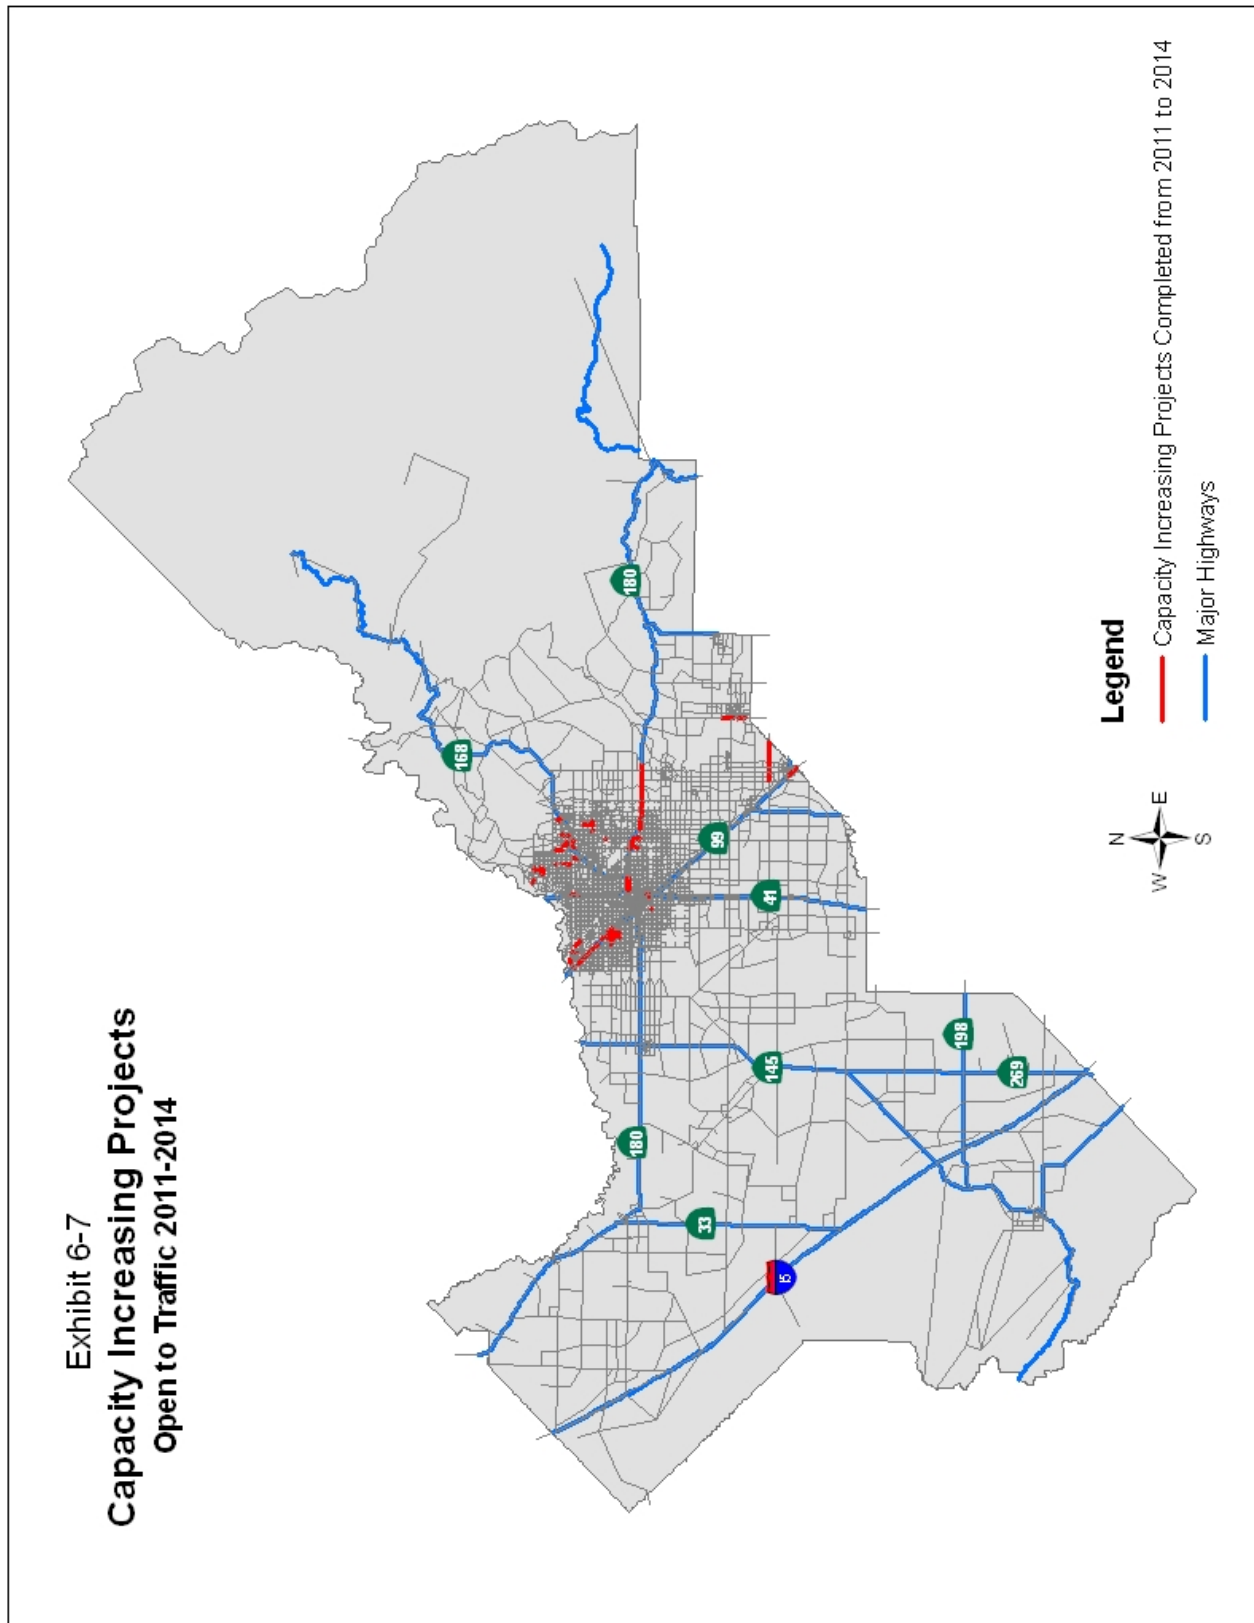 Exhibit 6-7
Capacity Increasing Projects
Open to Traffic 2011-2014
168
180
180
99
41
33
145
5
198
269
N
W
E
S
Legend
Capacity Increasing Projects Completed from 2011 to 2014
Major Highways